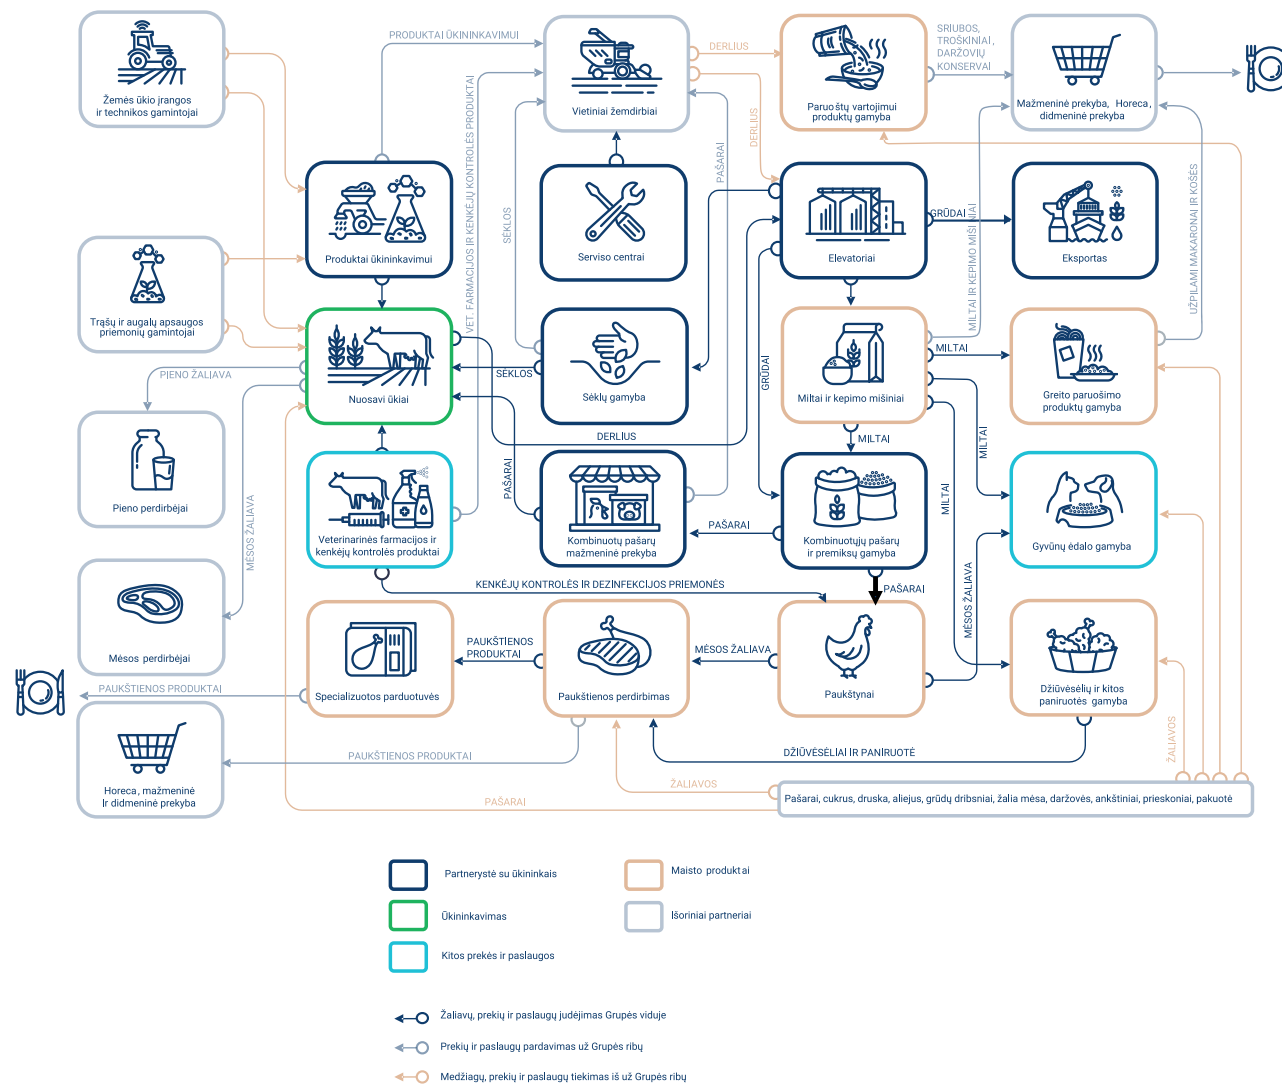 PRODUKTAI ŪKININKAVIMUI
DERLIUS
SRIUBOS,
TROŠKINIAI,
DARŽOVIŲ
KONSERVAI
Žemės ūkio įrangos
ir technikos gamintojai
Vietiniai žemdirbiai
Paruoštų vartojimui
produktų gamyba
Mažmeninė prekyba, Horeca,
didmeninė prekyba
VET. FARMACIJOS IR KENKĖJŲ KONTROLĖS PRODUKTAI
SĖKLOS
PAŠARAI
DERLIUS
MILTAI IR KEPIMO MIŠINIAI
UŽPILAMI MAKARONAI IR KOŠĖS
Produktai ūkininkavimui
Serviso centrai
Elevatoriai
GRŪDAI
Eksportas
Trąšų ir augalų apsaugos
priemonių gamintojai
PIENO ŽALIAVA
Nuosavi ūkiai
SĖKLOS
Sėklų gamyba
GRŪDAI
Miltai ir kepimo mišiniai
MILTAI
Greito paruošimo
produktų gamyba
DERLIUS
MILTAI
MILTAI
MILTAI
Pieno perdirbėjai
MĖSOS ŽALIAVA
Veterinarinės farmacijos ir
kenkėjų kontrolės produktai
PAŠARAI
Kombinuotų pašarų
mažmeninė prekyba
PAŠARAI
Kombinuotųjų pašarų
ir premiksų gamyba
Gyvūnų ėdalo gamyba
KENKĖJŲ KONTROLĖS IR DEZINFEKCIJOS PRIEMONĖS
PAŠARAI
MĖSOS ŽALIAVA
Mėsos perdirbėjai
PAUKŠTIENOS
PRODUKTAI
MĖSOS ŽALIAVA
PAUKŠTIENOS PRODUKTAI
Specializuotos parduotuvės
Paukštienos perdirbimas
Paukštynai
Džiūvėsėlių ir kitos
paniruotės gamyba
PAUKŠTIENOS PRODUKTAI
DŽIŪVĖSĖLIAI IR PANIRUOTĖ
ŽALIAVOS
Horeca, mažmeninė
Ir didmeninė prekyba
PAŠARAI
ŽALIAVOS
Pašarai, cukrus, druska, aliejus, grūdų dribsniai, žalia mėsa, daržovės, ankštiniai, prieskoniai, pakuotė
Partnerystė su ūkininkais
Maisto produktai
Ūkininkavimas
Išoriniai partneriai
Kitos prekės ir paslaugos
Žaliavų, prekių ir paslaugų judėjimas Grupės viduje
Prekių ir paslaugų pardavimas už Grupės ribų
Medžiagų, prekių ir paslaugų tiekimas iš už Grupės ribų